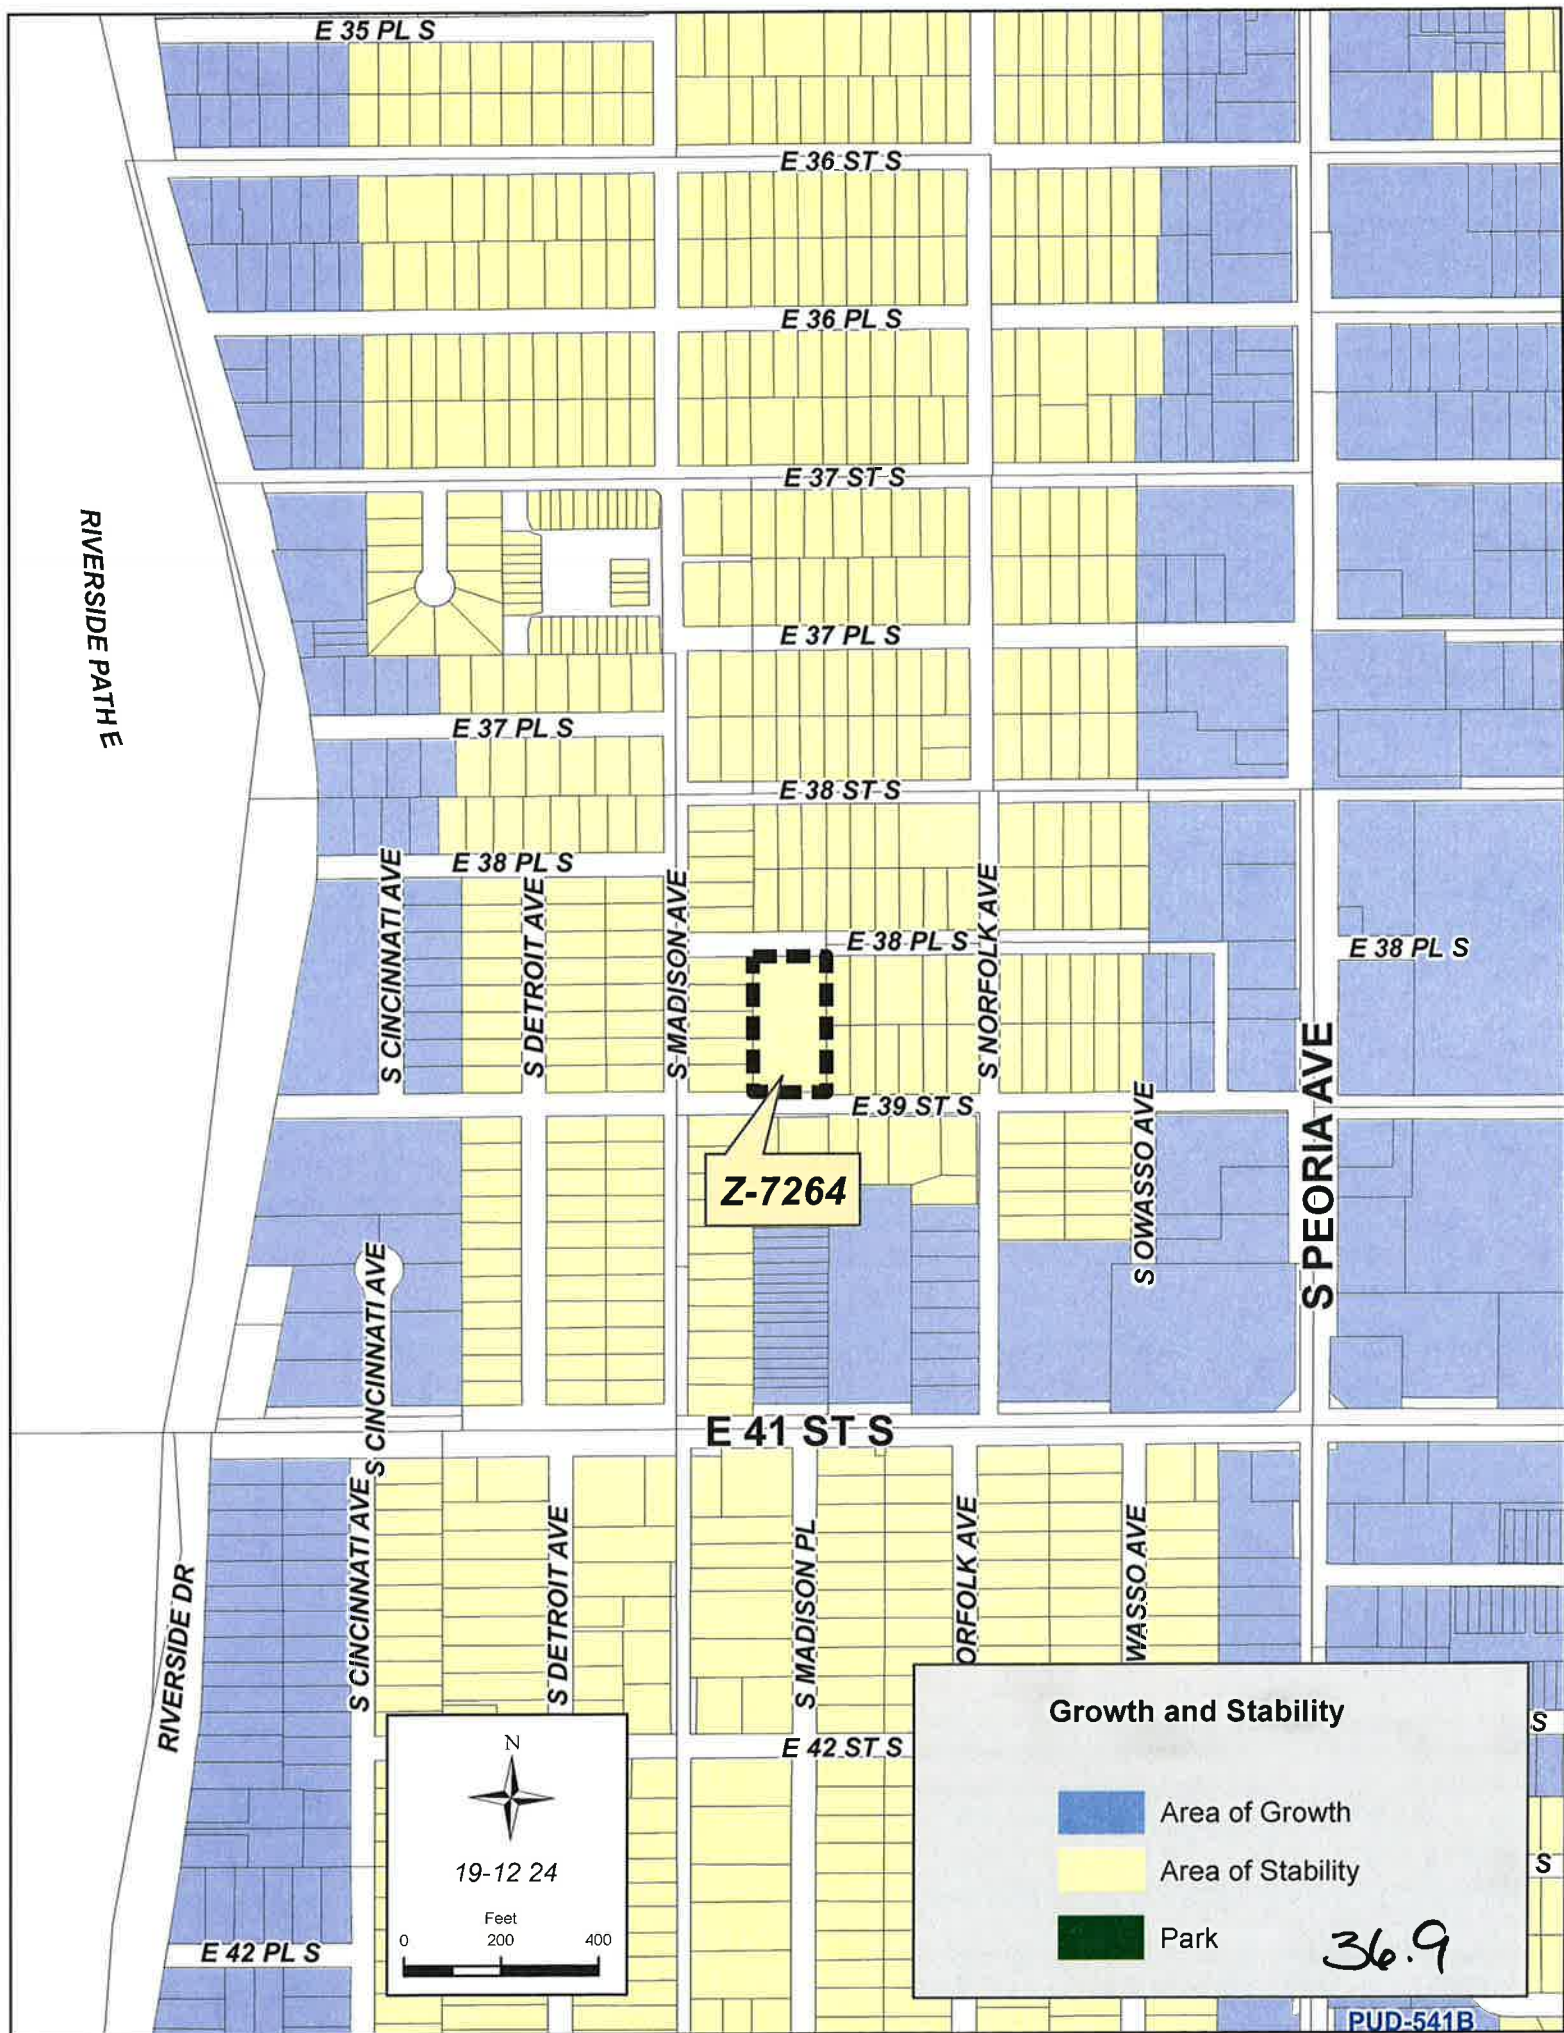 E 35 PL S
E 36 ST S
E 36 PL S
E 37 ST S
RIVERSIDE PATH E
E 37 PL S
E 37 PL S
E 38 ST S
E 38 PL S
S CINCINNATI AVE
S DETROIT AVE
S MADISON AVE
S NORFOLK AVE
E 38 PL S
E 38 PL S
E 39 ST S
Z-7264
S OWASSO AVE
S PEORIA AVE
S CINCINNATI AVE
E 41 ST S
RIVERSIDE DR
S CINCINNATI AVE
S DETROIT AVE
S MADISON PL
ORFOLK AVE
WASSO AVE
E 42 ST S
E 42 PL S
N
19-12 24
Feet
0 200 400
Growth and Stability
Area of Growth
Area of Stability
Park
36.9
S
S
PUD-541B